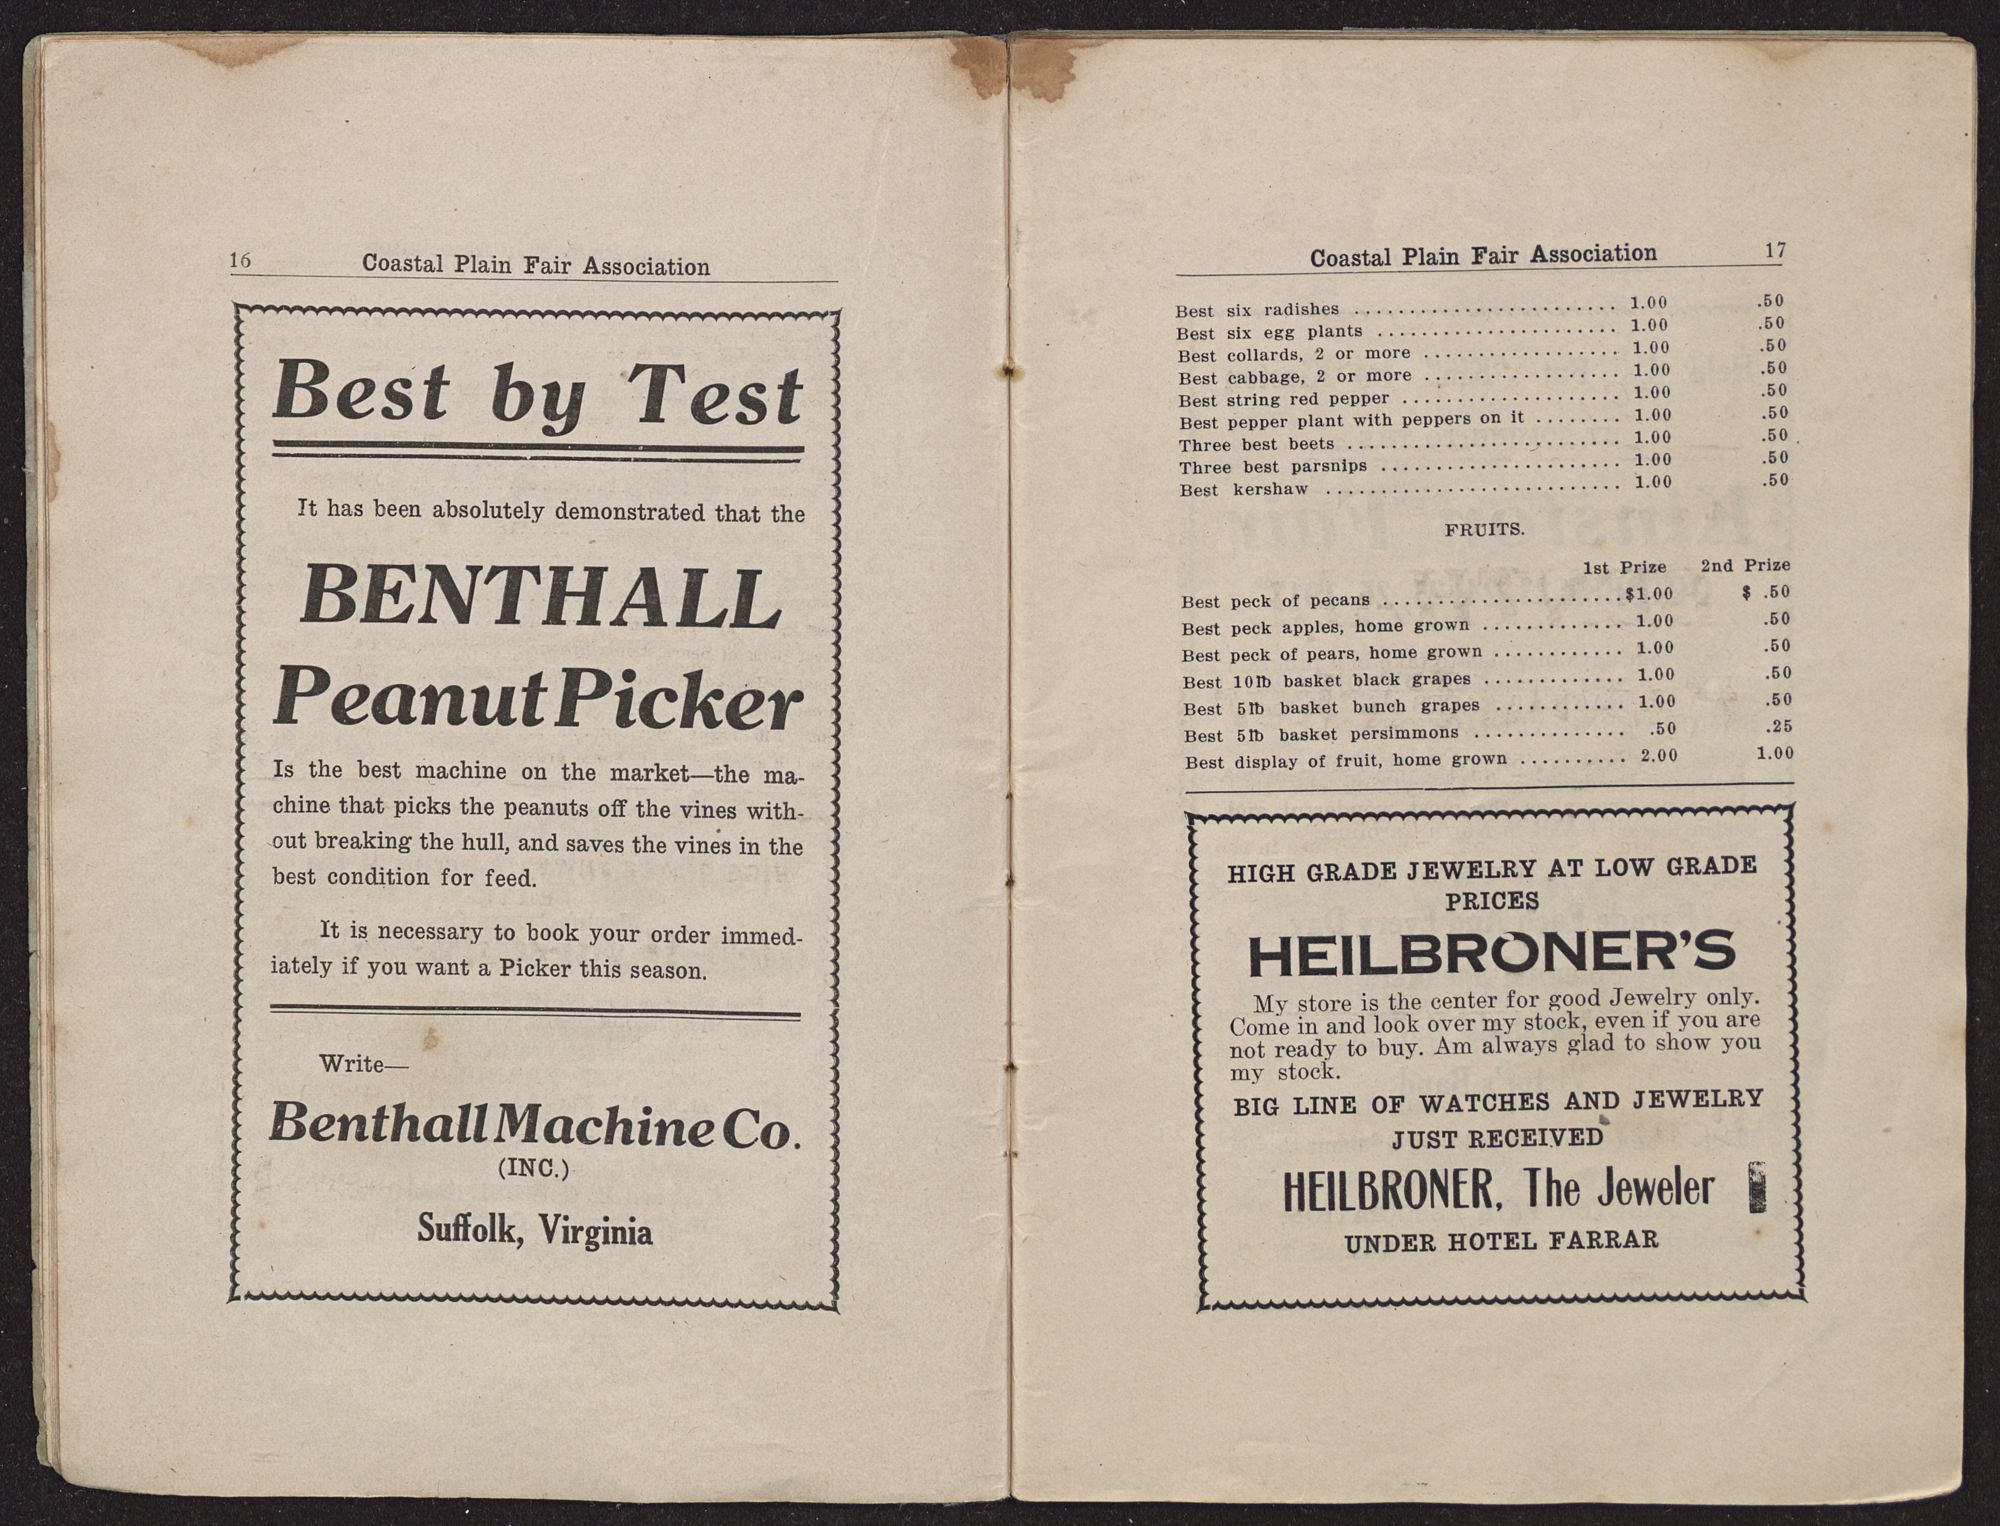 16 Coastal Plain Fair Association
Best by Test
It has been absolutely demonstrated that the
BENTHALL
Peanut Picker
Is the best machine on the market—the ma-
chine that picks the peanuts off the vines with-
out breaking the hull, and saves the vines in the
best condition for feed.
It is necessary to book your order immed-
iately if you want a Picker this season.
Write—
Benthall Machine Co.
(INC.)
Suffolk, Virginia
Coastal Plain Fair Association 17
Best six radishes ........................ 1.00 .50
Best six egg plants ...................... 1.00 .50
Best collards, 2 or more .................. 1.00 .50
Best cabbage, 2 or more .................. 1.00 .50
Best string red pepper .................... 1.00 .50
Best pepper plant with peppers on it ........ 1.00 .50
Three best beets ......................... 1.00 .50
Three best parsnips ...................... 1.00 .50
Best kershaw ........................... 1.00 .50
FRUITS.
1st Prize 2nd Prize
Best peck of pecans ......................$1.00 $ .50
Best peck apples, home grown ............. 1.00 .50
Best peck of pears, home grown ............ 1.00 .50
Best 10lb basket black grapes ............. 1.00 .50
Best 5lb basket bunch grapes ............ 1.00 .50
Best 5lb basket persimmons .............. .50 .25
Best display of fruit, home grown .......... 2.00 1.00
HIGH GRADE JEWELRY AT LOW GRADE
PRICES
HEILBRONER'S
My store is the center for good Jewelry only.
Come in and look over my stock, even if you are
not ready to buy. Am always glad to show you
my stock.
BIG LINE OF WATCHES AND JEWELRY
JUST RECEIVED
HEILBRONER, The Jeweler
UNDER HOTEL FARRAR